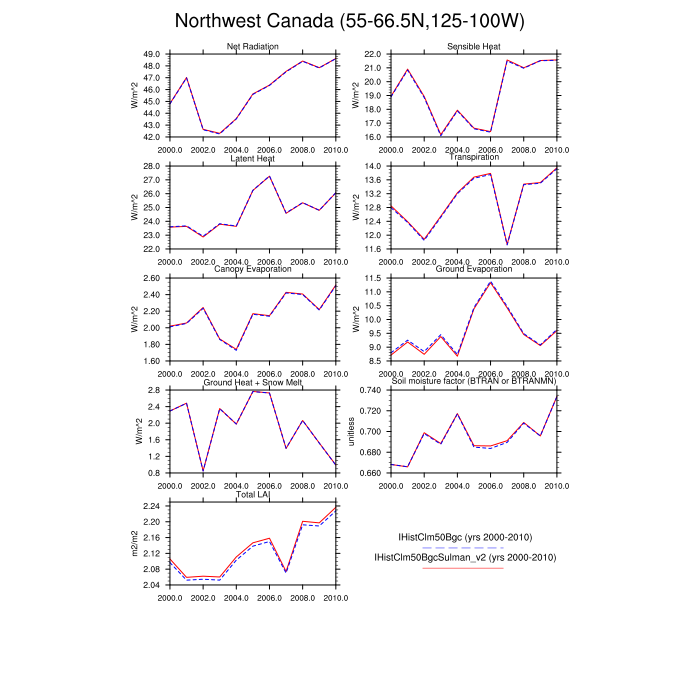 Northwest Canada (55-66.5N,125-100W)
Net Radiation
Sensible Heat
49.0
48.0
47.0
46.0
45.0
44.0
43.0
42.0
W/m^2
22.0
21.0
20.0
19.0
18.0
17.0
16.0
W/m^2
2000.0 2002.0 2004.0 2006.0 2008.0 2010.0
2000.0 2002.0 2004.0 2006.0 2008.0 2010.0
Latent Heat
Transpiration
28.0
27.0
26.0
25.0
24.0
23.0
22.0
W/m^2
14.0
13.6
13.2
12.8
12.4
12.0
11.6
W/m^2
2000.0 2002.0 2004.0 2006.0 2008.0 2010.0
2000.0 2002.0 2004.0 2006.0 2008.0 2010.0
Canopy Evaporation
Ground Evaporation
2.60
2.40
2.20
2.00
1.80
1.60
W/m^2
11.5
11.0
10.5
10.0
9.5
9.0
8.5
W/m^2
2000.0 2002.0 2004.0 2006.0 2008.0 2010.0
2000.0 2002.0 2004.0 2006.0 2008.0 2010.0
Ground Heat + Snow Melt
Soil moisture factor (BTRAN or BTRANMN)
2.8
2.4
2.0
1.6
1.2
0.8
W/m^2
0.740
0.720
0.700
0.680
0.660
unitless
2000.0 2002.0 2004.0 2006.0 2008.0 2010.0
2000.0 2002.0 2004.0 2006.0 2008.0 2010.0
Total LAI
2.24
2.20
2.16
2.12
2.08
2.04
m2/m2
2000.0 2002.0 2004.0 2006.0 2008.0 2010.0
IHistClm50Bgc (yrs 2000-2010)
IHistClm50BgcSulman_v2 (yrs 2000-2010)